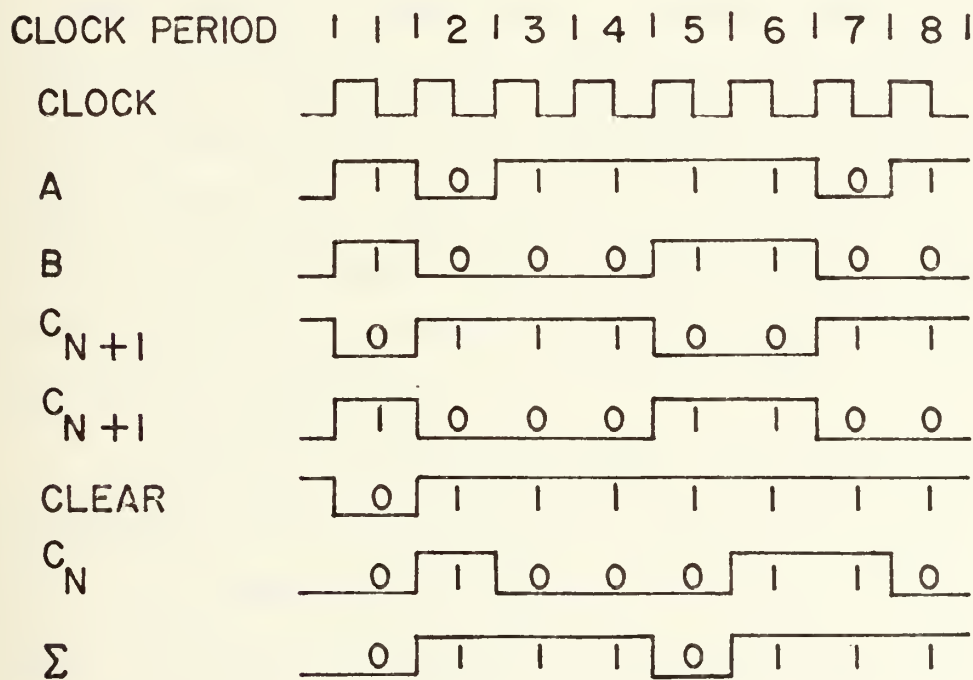 CLOCK PERIOD | 1 | 2 | 3 | 4 | 5 | 6 | 7 | 8 |
CLOCK
A 1 0 1 1 1 1 0 1
B 1 0 0 0 1 1 0 0
C N+1 0 1 1 1 0 0 1 1
C N+1 1 0 0 0 1 1 0 0
CLEAR 0 1 1 1 1 1 1 1
C N 0 1 0 0 0 1 1 0
Σ 0 1 1 1 0 1 1 1